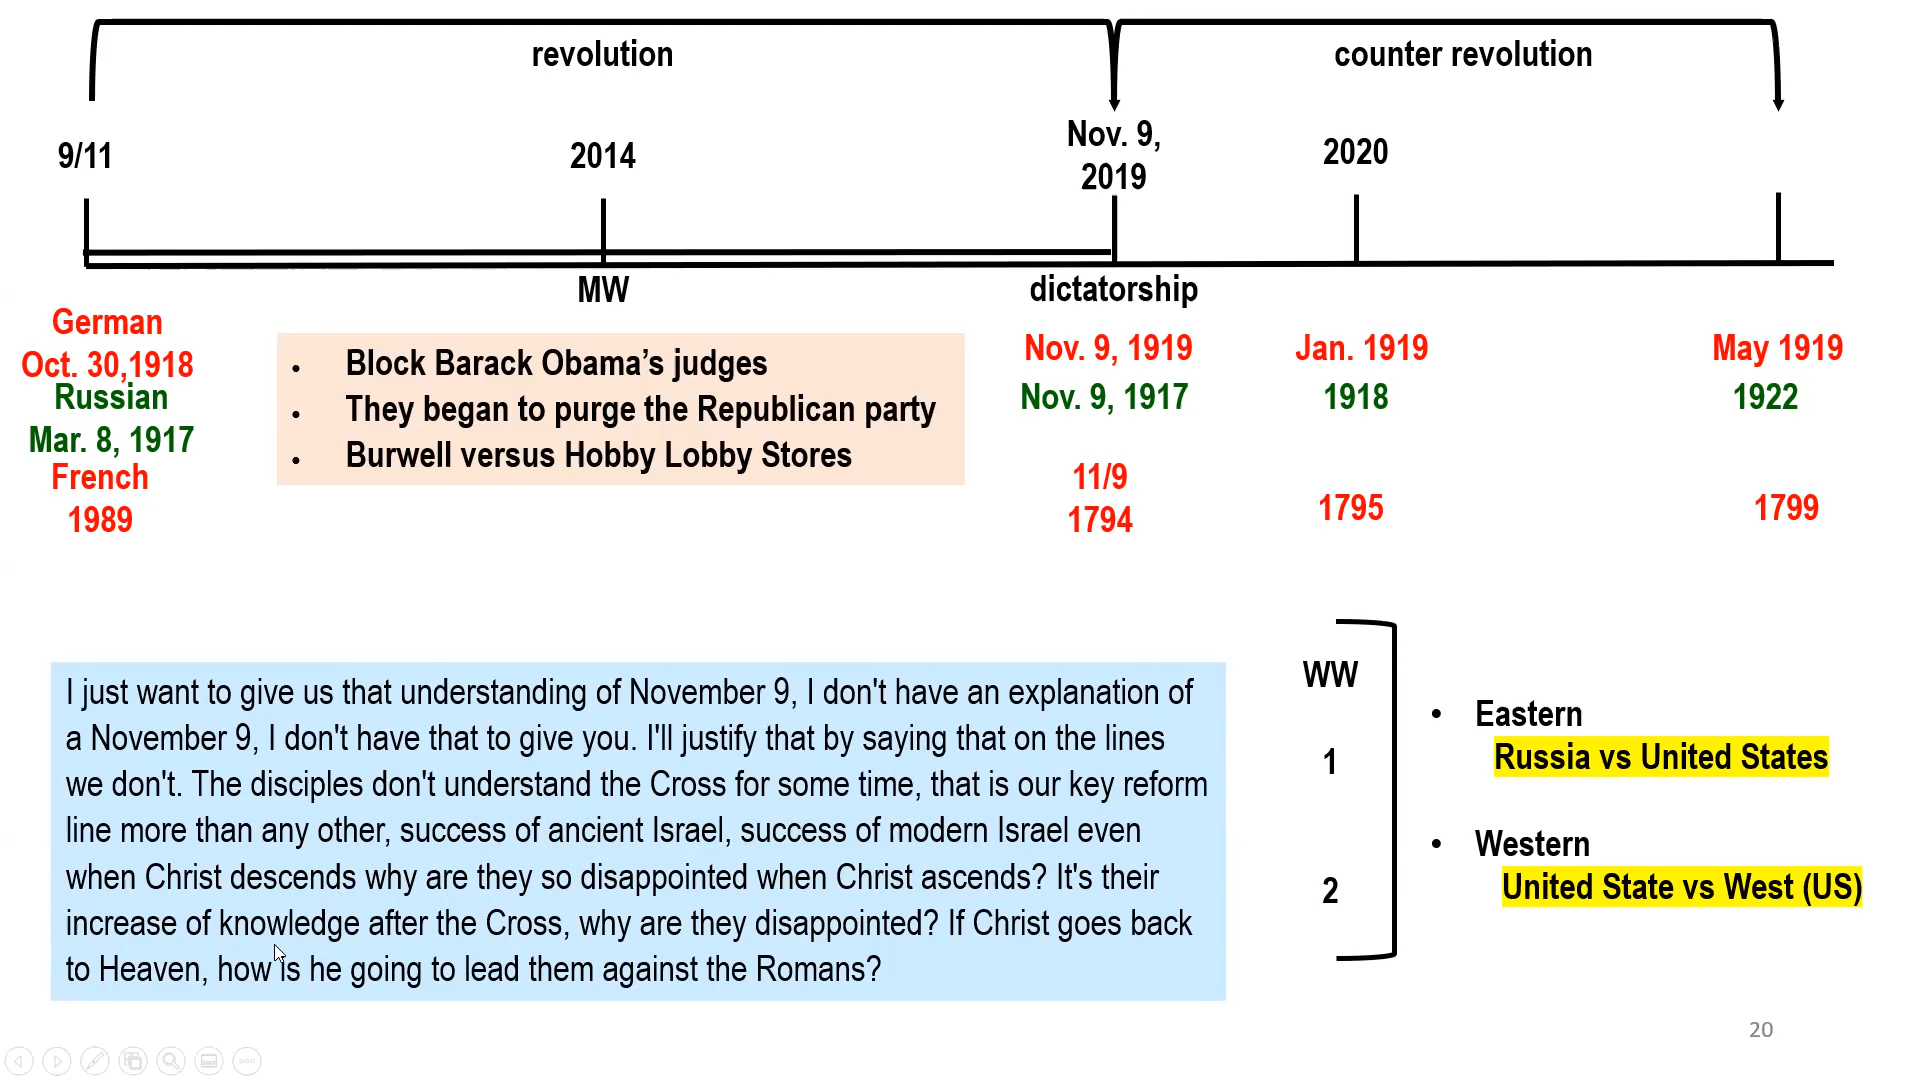 revolution
counter revolution
9/11
2014
Nov. 9,
2019
2020
MW
dictatorship
German
Oct. 30,1918
Russian
Mar. 8, 1917
French
1989
• Block Barack Obama’s judges
• They began to purge the Republican party
• Burwell versus Hobby Lobby Stores
Nov. 9, 1919
Jan. 1919
May 1919
Nov. 9, 1917
1918
1922
11/9
1794
1795
1799
I just want to give us that understanding of November 9, I don't have an explanation of
a November 9, I don't have that to give you. I'll justify that by saying that on the lines
we don't. The disciples don't understand the Cross for some time, that is our key reform
line more than any other, success of ancient Israel, success of modern Israel even
when Christ descends why are they so disappointed when Christ ascends? It's their
increase of knowledge after the Cross, why are they disappointed? If Christ goes back
to Heaven, how is he going to lead them against the Romans?
WW
1
2
• Eastern
Russia vs United States
• Western
United State vs West (US)
20